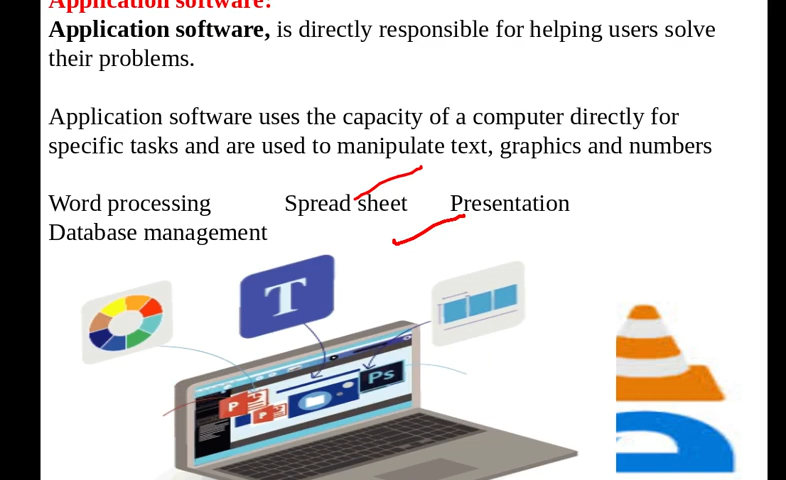 Application software:
Application software, is directly responsible for helping users solve
their problems.
Application software uses the capacity of a computer directly for
specific tasks and are used to manipulate text, graphics and numbers
Word processing Spread sheet Presentation
Database management
T
P
P
Ps